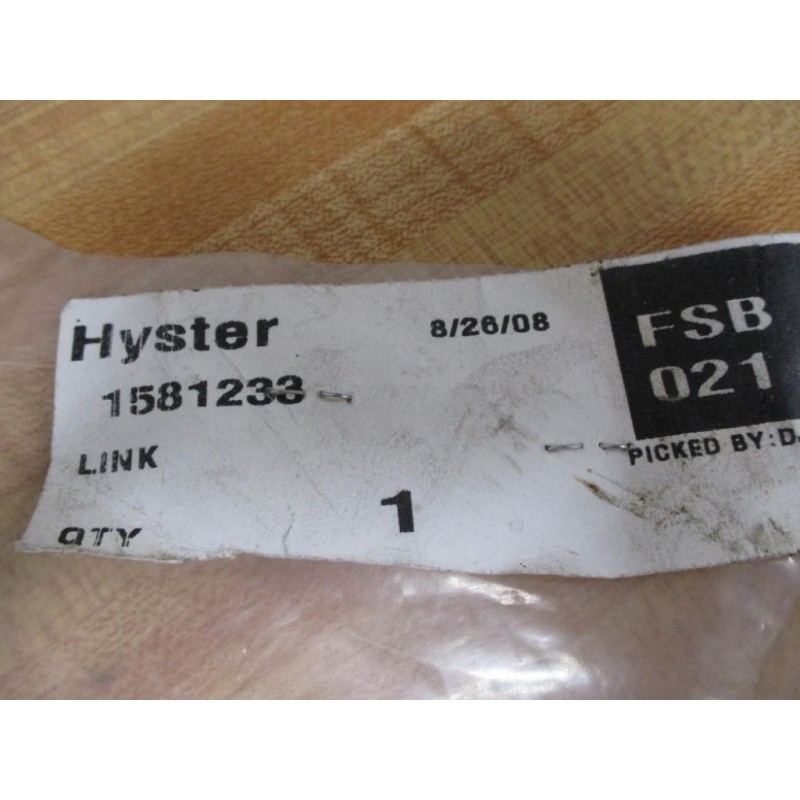 Hyster
8/26/08
FSB
021
1581233
LINK
PICKED BY: D
QTY
1